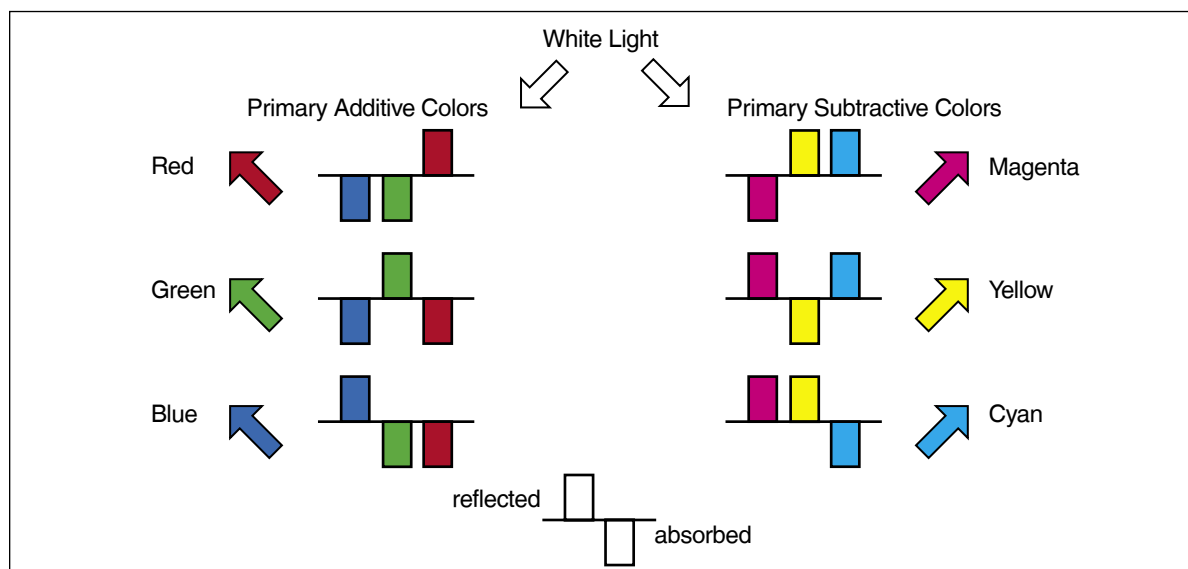 White Light
Primary Additive Colors
Primary Subtractive Colors
Red
Magenta
Green
Yellow
Blue
Cyan
reflected
absorbed